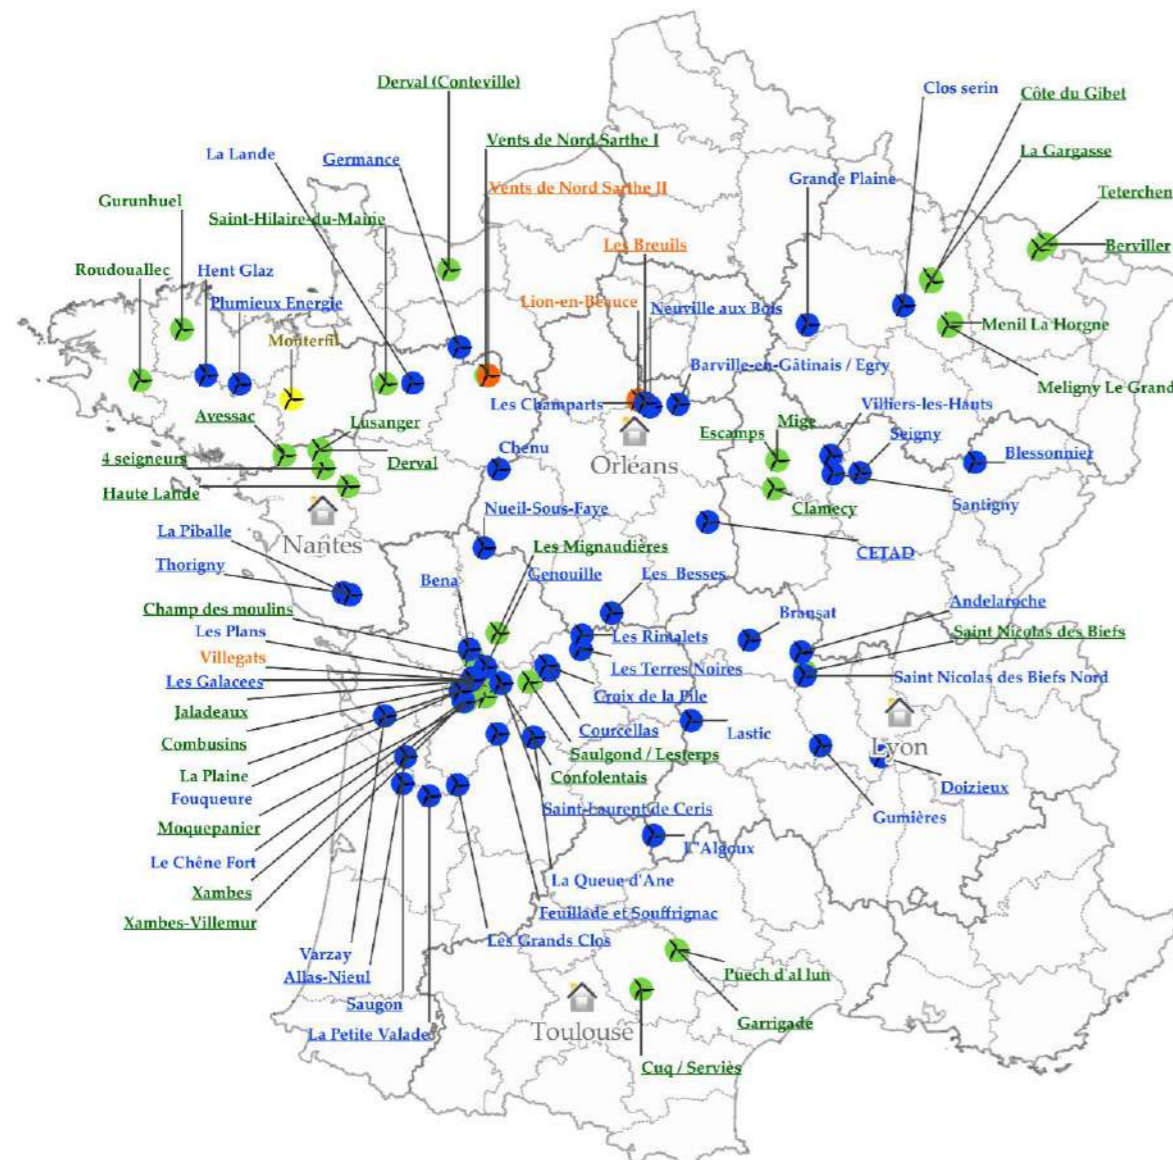 Derval (Conteville)
Clos serin
Côte du Gibet
Vents de Nord Sarthe I
La Gargasse
La Lande
Germance
Grande Plaine
Vents de Nord Sarthe II
Teterchen
Gurunhuel
Saint-Hilaire-du-Maine
Les Breuils
Berviller
Roudouallec
Hent Glaz
Plumieux Energie
Lion-en-Beauce
Neuville aux Bois
Menil La Horgne
Monterfil
Barville-en-Gâtinais / Egry
Meligny Le Grand
Les Champarts
Villiers-les-Hauts
Avessac
Lusanger
Mige
Escamps
Seigny
Chenu
Orléans
Blessonnier
4 seigneurs
Derval
Haute Lande
Clamecy
Santigny
Nueil-Sous-Faye
La Piballe
Nantes
Les Mignaudières
CETAD
Thorigny
Bena
Genouille
Les Besses
Champ des moulins
Bransat
Andelaroche
Les Plans
Les Rimalets
Saint Nicolas des Biefs
Villegats
Les Terres Noires
Les Galacees
Croix de la Pile
Saint Nicolas des Biefs Nord
Jaladeaux
Courcellas
Lastic
Combusins
Saulgond / Lesterps
Lyon
La Plaine
Confolentais
Doizieux
Fouqueure
Saint-Laurent de Ceris
Gumières
Moquepanier
L'Algoux
Le Chêne Fort
La Queue d'Ane
Xambes
Feuillade et Souffrignac
Xambes-Villemur
Les Grands Clos
Varzay
Allas-Nieul
Puech d'al lun
Saugon
Garrigade
La Petite Valade
Toulouse
Cuq / Serviès